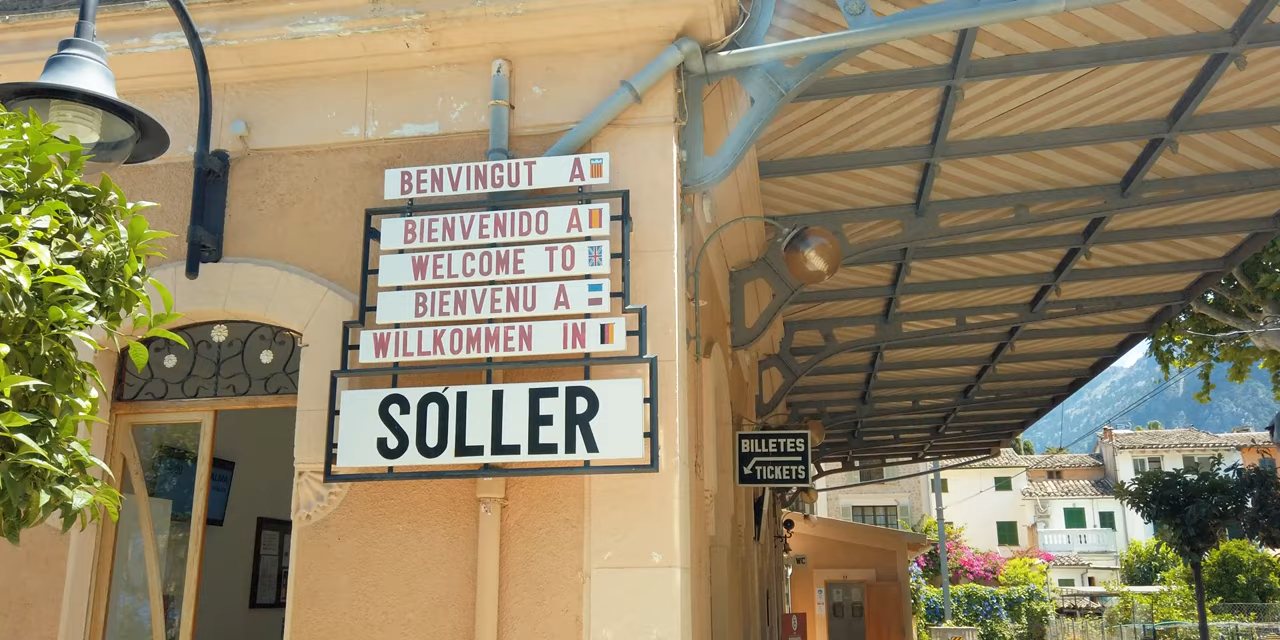 BENVINGUT A
BIENVENIDO A
WELCOME TO
BIENVENU A
WILLKOMMEN IN
SÓLLER
BILLETES
TICKETS